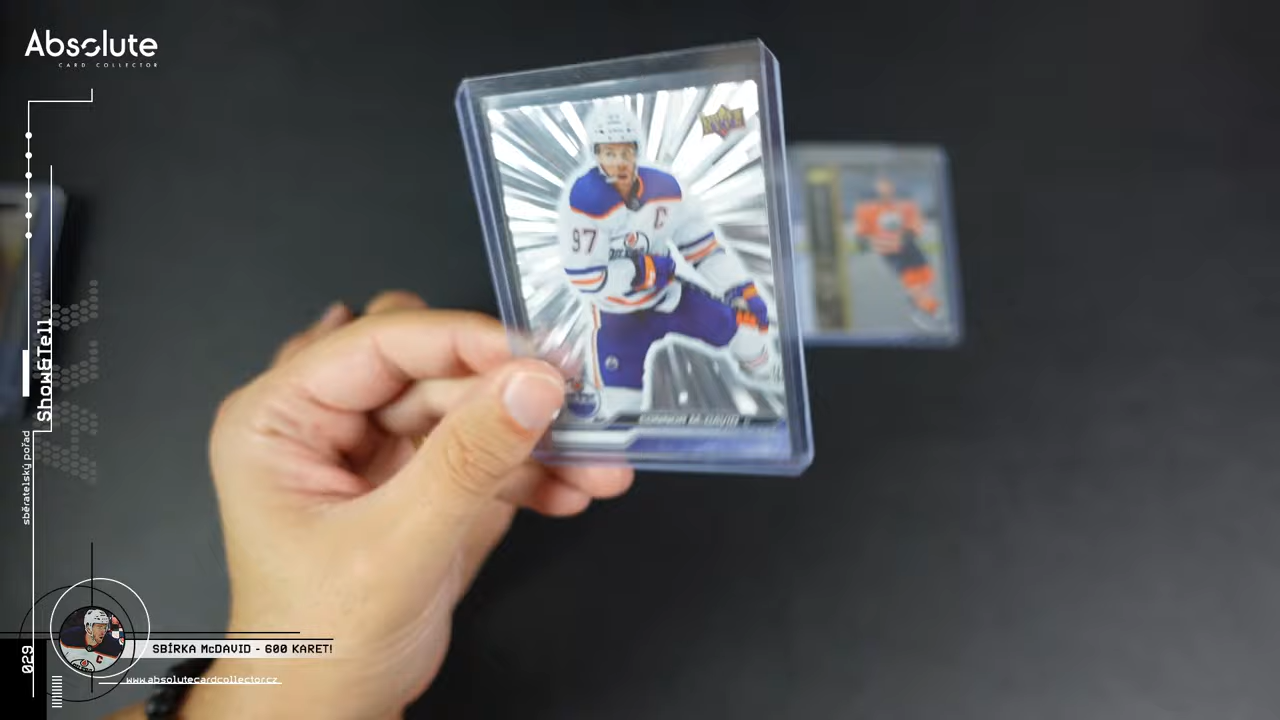 Absolute
CARD COLLECTOR
Show&Tell
sběratelský pořad
97
C
CONNOR McDAVID
029
SBÍRKA McDAVID - 600 KARET!
www.absolutecardcollector.cz